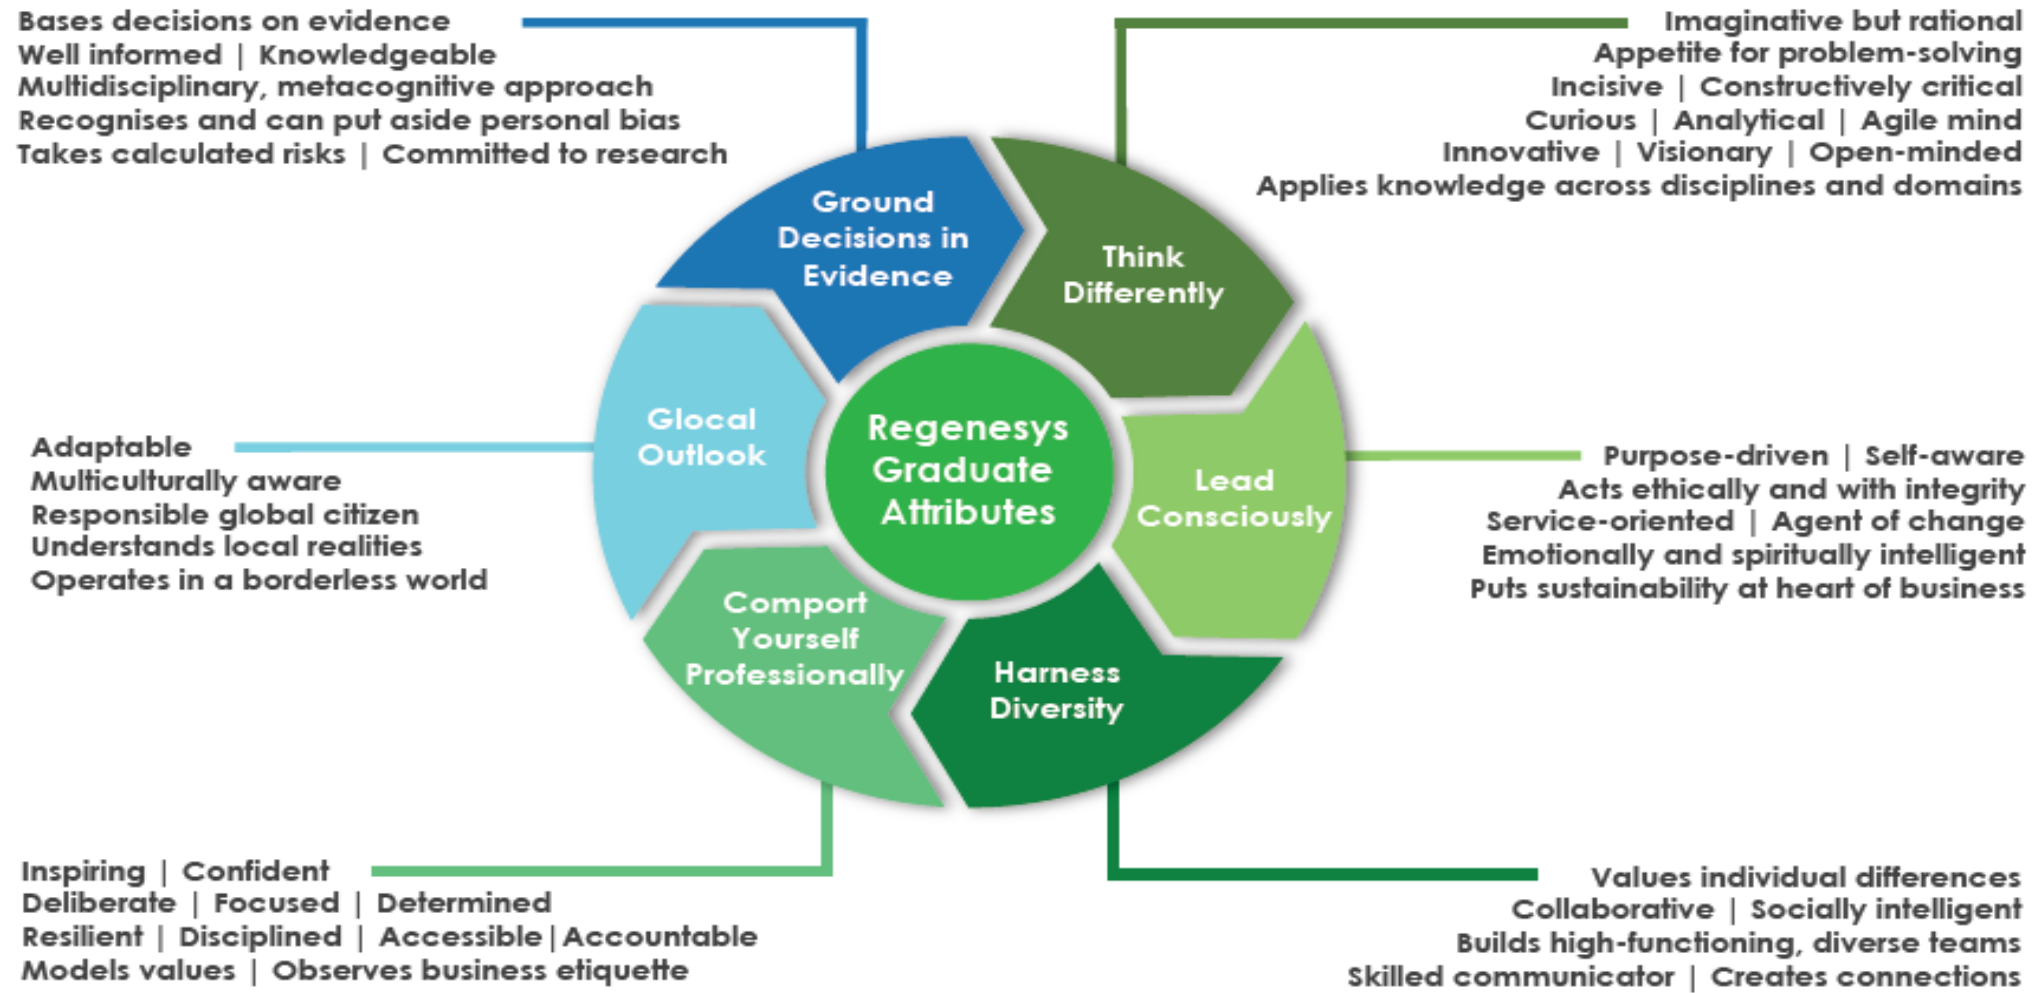 Bases decisions on evidence
Well informed | Knowledgeable
Multidisciplinary, metacognitive approach
Recognises and can put aside personal bias
Takes calculated risks | Committed to research
Imaginative but rational
Appetite for problem-solving
Incisive | Constructively critical
Curious | Analytical | Agile mind
Innovative | Visionary | Open-minded
Applies knowledge across disciplines and domains
Ground
Decisions in
Evidence
Think
Differently
Glocal
Outlook
Regenesys
Graduate
Attributes
Lead
Consciously
Comport
Yourself
Professionally
Harness
Diversity
Adaptable
Multiculturally aware
Responsible global citizen
Understands local realities
Operates in a borderless world
Purpose-driven | Self-aware
Acts ethically and with integrity
Service-oriented | Agent of change
Emotionally and spiritually intelligent
Puts sustainability at heart of business
Inspiring | Confident
Deliberate | Focused | Determined
Resilient | Disciplined | Accessible|Accountable
Models values | Observes business etiquette
Values individual differences
Collaborative | Socially intelligent
Builds high-functioning, diverse teams
Skilled communicator | Creates connections